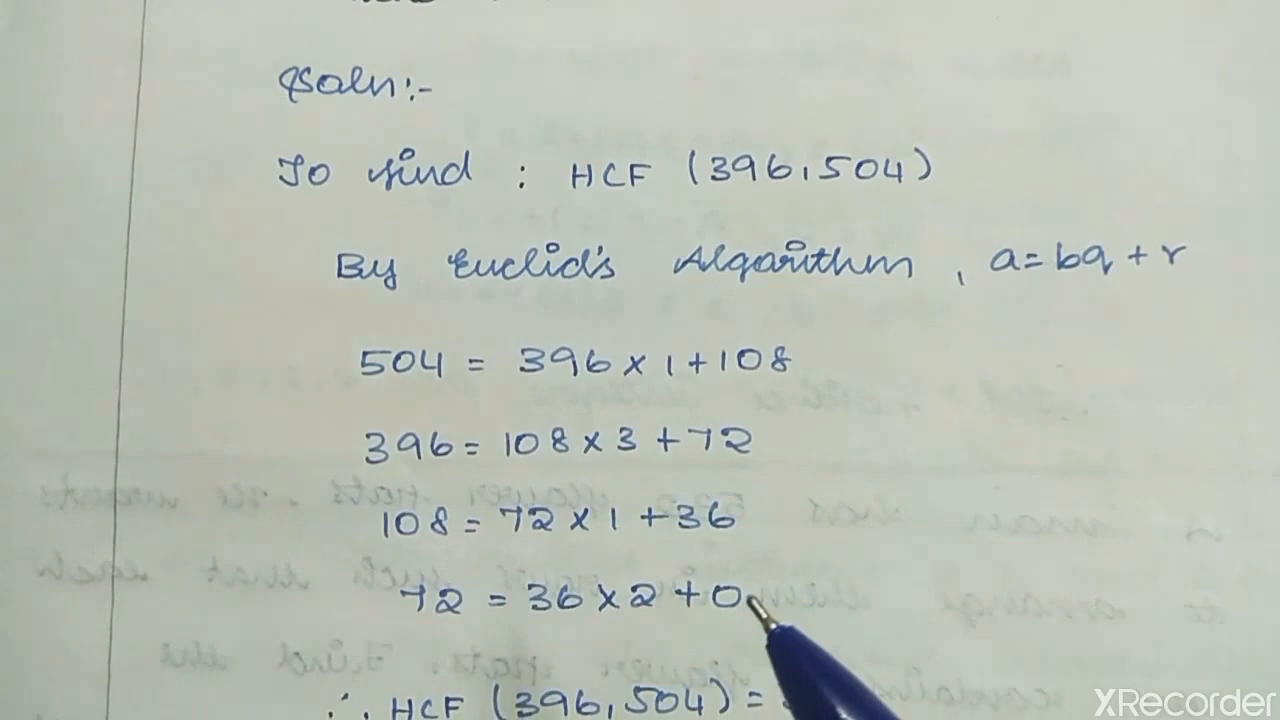 Soln:-
To find : HCF (396, 504)
By Euclid's Algarithm, a = bq + r
504 = 396 × 1 + 108
396 = 108 × 3 + 72
108 = 72 × 1 + 36
72 = 36 × 2 + 0
∴ HCF (396, 504) =
XRecorder